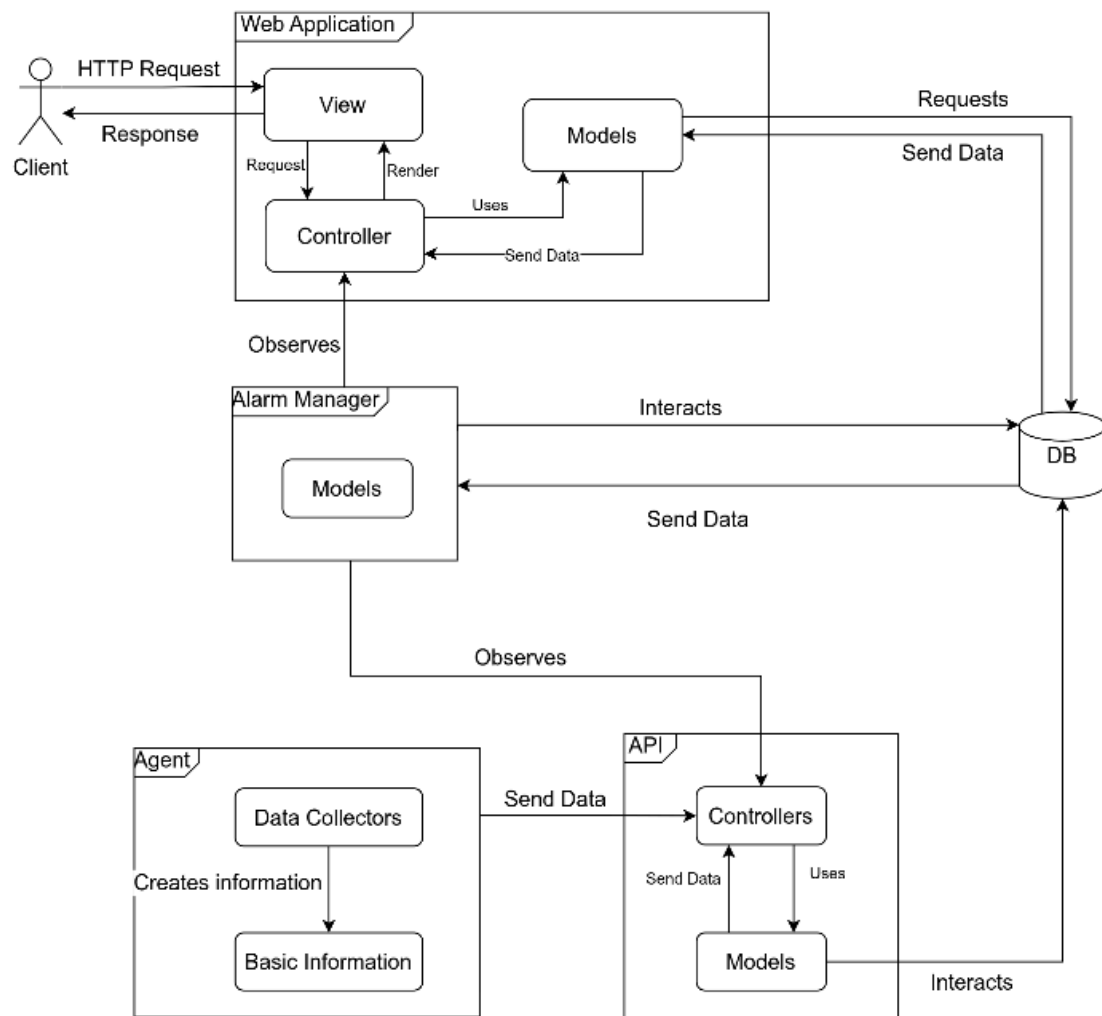 Web Application
HTTP Request
View
Requests
Models
Response
Send Data
Client
Request
Render
Uses
Controller
Send Data
Observes
Alarm Manager
Interacts
DB
Models
Send Data
Observes
Agent
API
Send Data
Data Collectors
Controllers
Creates information
Send Data
Uses
Basic Information
Models
Interacts